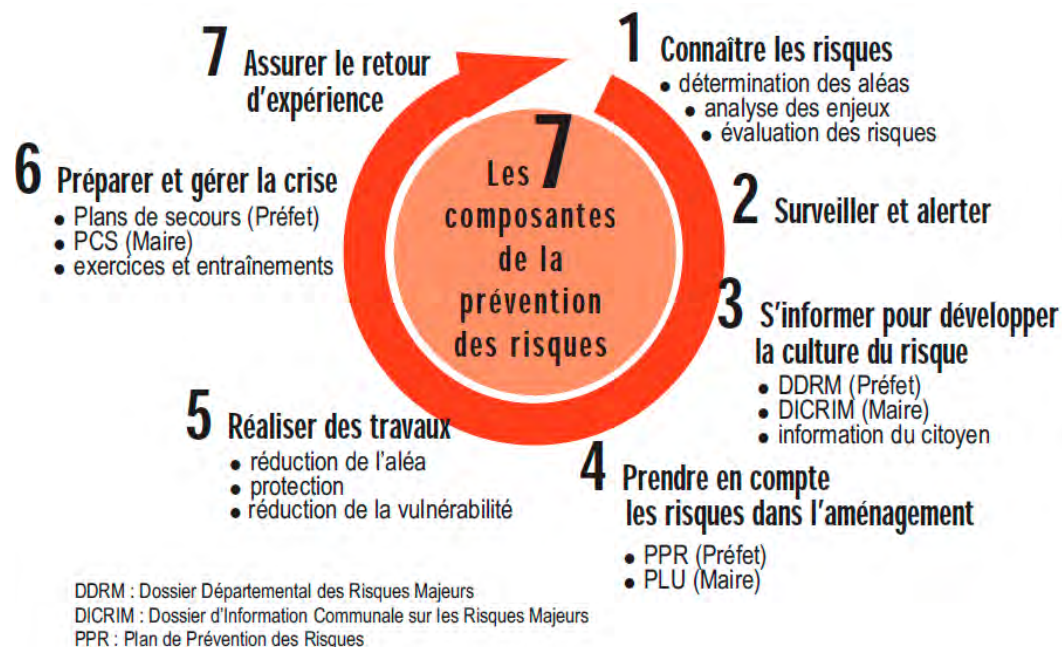 Les 7
composantes
de la
prévention
des risques
1 Connaître les risques
• détermination des aléas
• analyse des enjeux
• évaluation des risques
2 Surveiller et alerter
3 S'informer pour développer
la culture du risque
• DDRM (Préfet)
• DICRIM (Maire)
• information du citoyen
4 Prendre en compte
les risques dans l'aménagement
• PPR (Préfet)
• PLU (Maire)
5 Réaliser des travaux
• réduction de l'aléa
• protection
• réduction de la vulnérabilité
6 Préparer et gérer la crise
• Plans de secours (Préfet)
• PCS (Maire)
• exercices et entraînements
7 Assurer le retour
d'expérience
DDRM : Dossier Départemental des Risques Majeurs
DICRIM : Dossier d'Information Communale sur les Risques Majeurs
PPR : Plan de Prévention des Risques